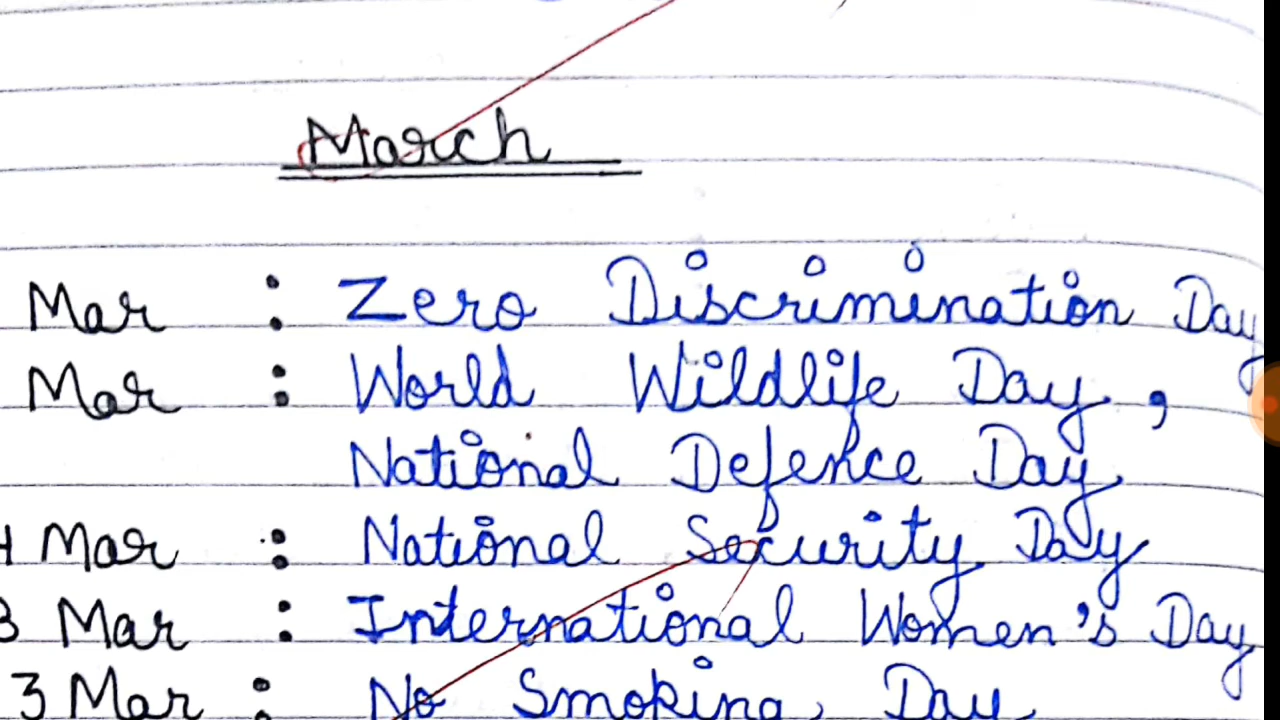 March
Mar : Zero Discrimination Day
Mar : World Wildlife Day ,
National Defence Day
4 Mar : National Security Day
8 Mar : International Women's Day
3 Mar : No Smoking Day